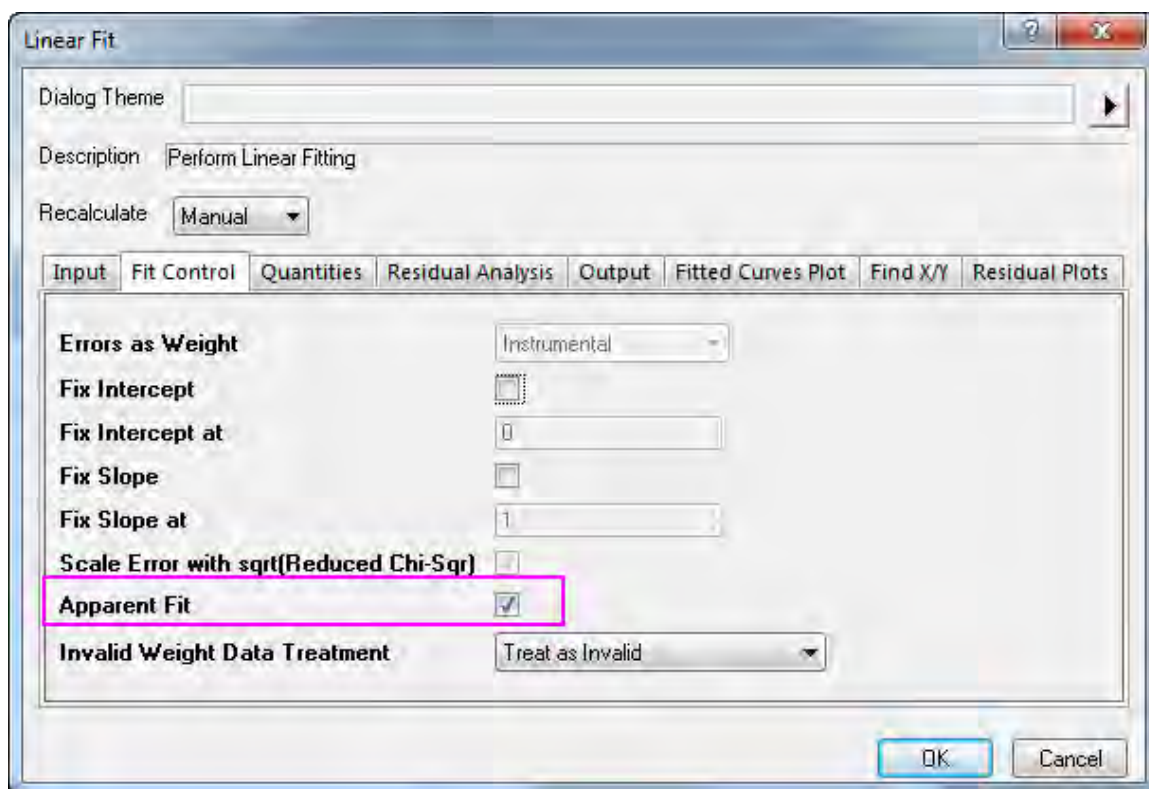 Linear Fit
Dialog Theme
Description Perform Linear Fitting
Recalculate Manual
Input Fit Control Quantities Residual Analysis Output Fitted Curves Plot Find X/Y Residual Plots
Errors as Weight Instrumental
Fix Intercept
Fix Intercept at 0
Fix Slope
Fix Slope at 1
Scale Error with sqrt(Reduced Chi-Sqr)
Apparent Fit
Invalid Weight Data Treatment Treat as Invalid
OK Cancel